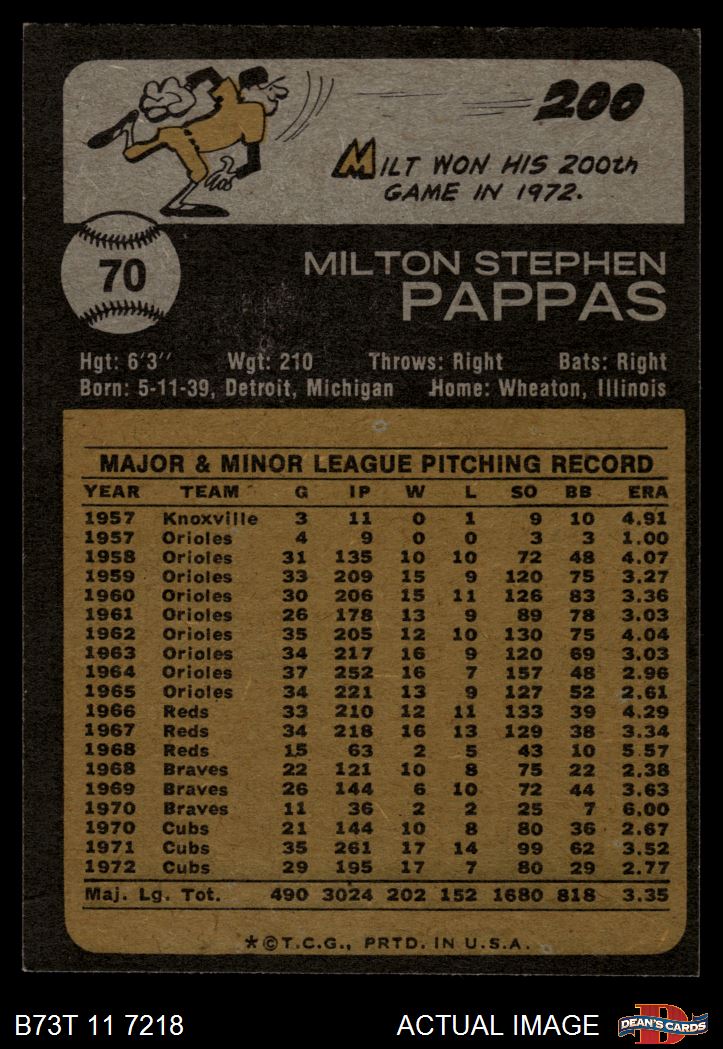 200
MILT WON HIS 200th
GAME IN 1972.
70
MILTON STEPHEN
PAPPAS
Hgt: 6'3" Wgt: 210 Throws: Right Bats: Right
Born: 5-11-39, Detroit, Michigan Home: Wheaton, Illinois
MAJOR & MINOR LEAGUE PITCHING RECORD
YEAR TEAM G IP W L SO BB ERA
1957 Knoxville 3 11 0 1 9 10 4.91
1957 Orioles 4 9 0 0 3 3 1.00
1958 Orioles 31 135 10 10 72 48 4.07
1959 Orioles 33 209 15 9 120 75 3.27
1960 Orioles 30 206 15 11 126 83 3.36
1961 Orioles 26 178 13 9 89 78 3.03
1962 Orioles 35 205 12 10 130 75 4.04
1963 Orioles 34 217 16 9 120 69 3.03
1964 Orioles 37 252 16 7 157 48 2.96
1965 Orioles 34 221 13 9 127 52 2.61
1966 Reds 33 210 12 11 133 39 4.29
1967 Reds 34 218 16 13 129 38 3.34
1968 Reds 15 63 2 5 43 10 5.57
1968 Braves 22 121 10 8 75 22 2.38
1969 Braves 26 144 6 10 72 44 3.63
1970 Braves 11 36 2 2 25 7 6.00
1970 Cubs 21 144 10 8 80 36 2.67
1971 Cubs 35 261 17 14 99 62 3.52
1972 Cubs 29 195 17 7 80 29 2.77
Maj. Lg. Tot. 490 3024 202 152 1680 818 3.35
*©T.C.G., PRTD. IN U.S.A.
B73T 11 7218 ACTUAL IMAGE
D
DEAN'S CARDS